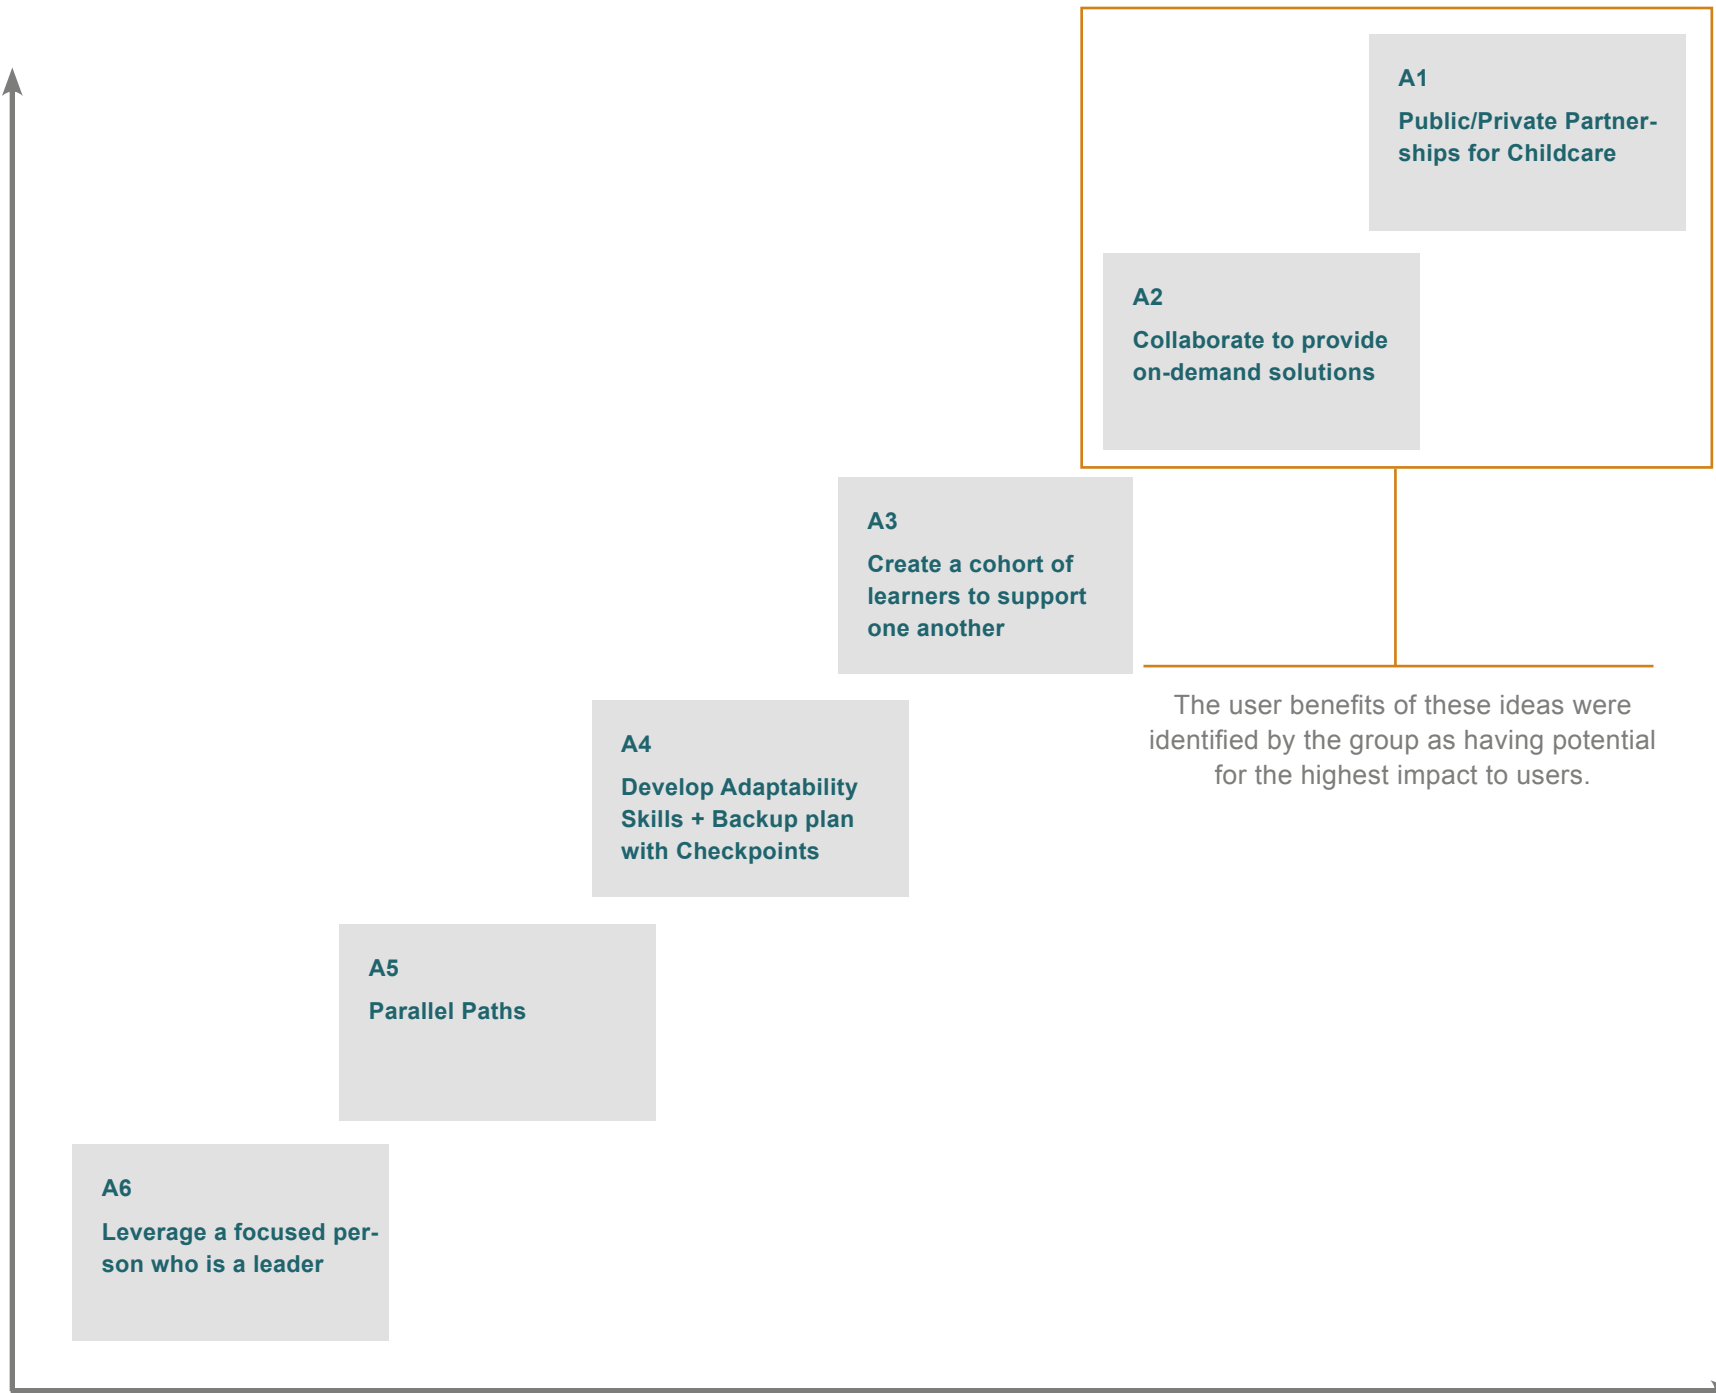 A1
Public/Private Partner-
ships for Childcare
A2
Collaborate to provide
on-demand solutions
A3
Create a cohort of
learners to support
one another
The user benefits of these ideas were
identified by the group as having potential
for the highest impact to users.
A4
Develop Adaptability
Skills + Backup plan
with Checkpoints
A5
Parallel Paths
A6
Leverage a focused per-
son who is a leader